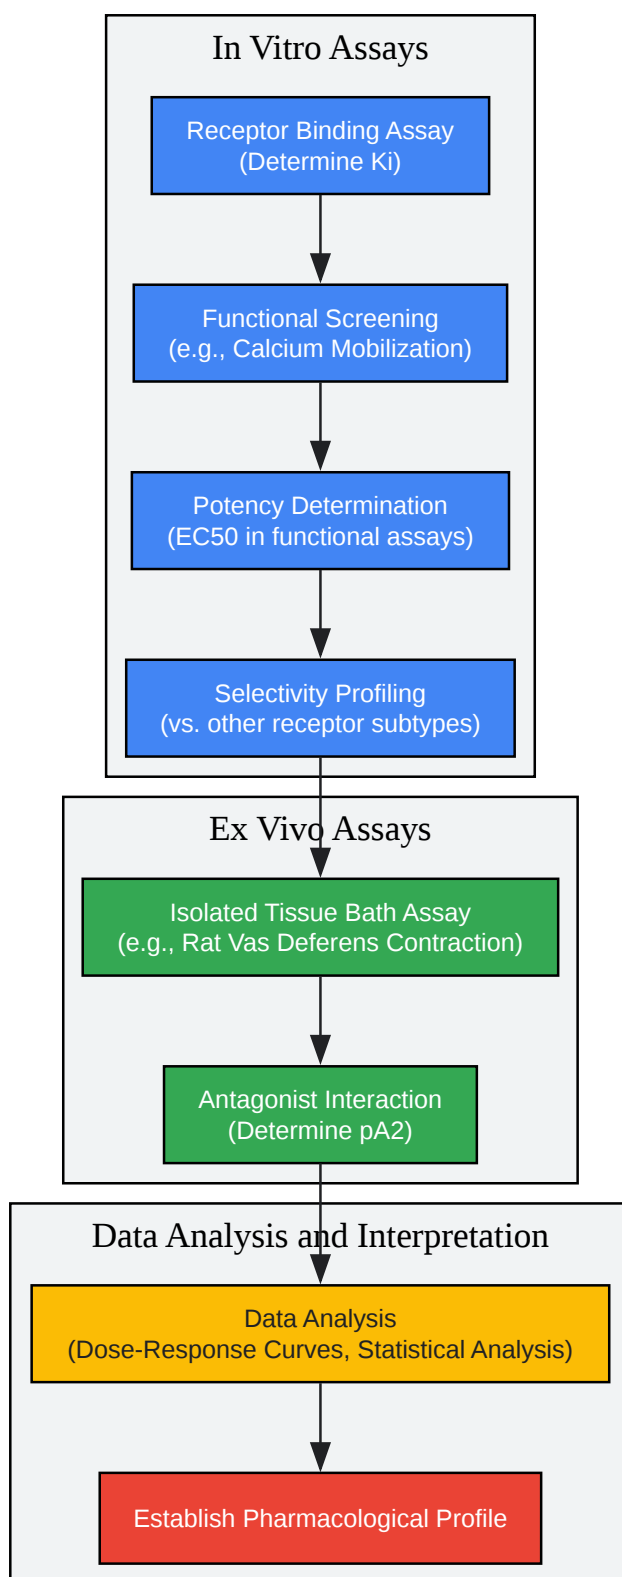 In Vitro Assays
Receptor Binding Assay
(Determine Ki)
Functional Screening
(e.g., Calcium Mobilization)
Potency Determination
(EC50 in functional assays)
Selectivity Profiling
(vs. other receptor subtypes)
Ex Vivo Assays
Isolated Tissue Bath Assay
(e.g., Rat Vas Deferens Contraction)
Antagonist Interaction
(Determine pA2)
Data Analysis and Interpretation
Data Analysis
(Dose-Response Curves, Statistical Analysis)
Establish Pharmacological Profile